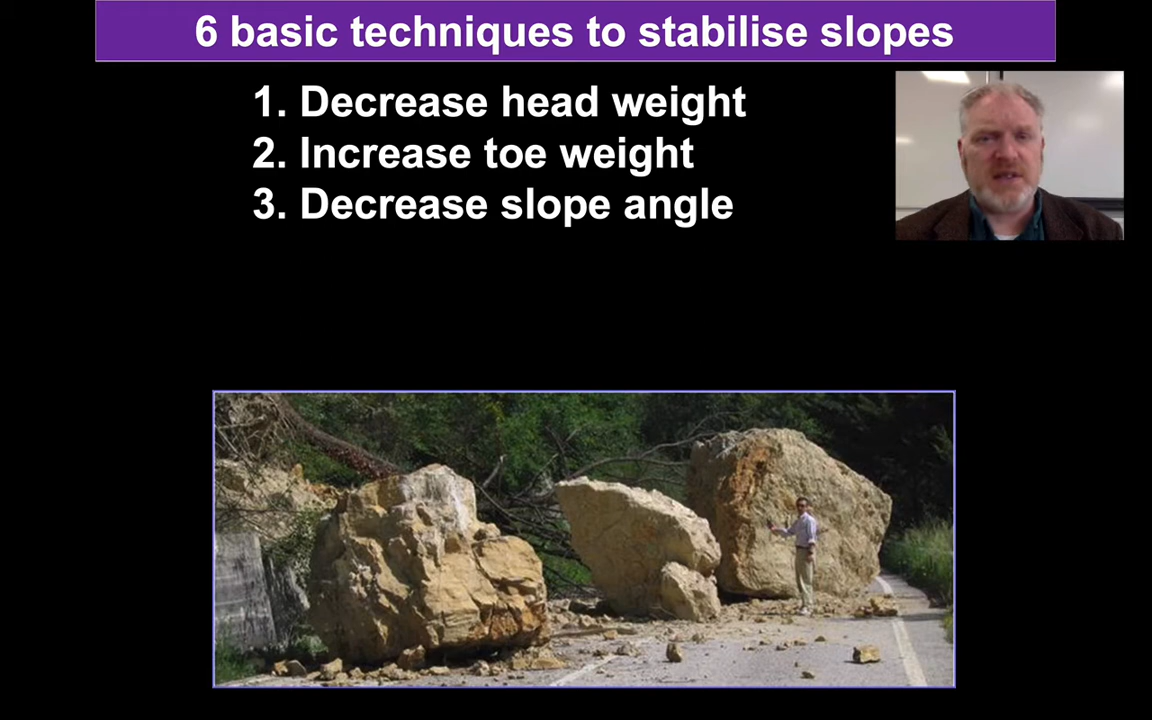 6 basic techniques to stabilise slopes
1. Decrease head weight
2. Increase toe weight
3. Decrease slope angle